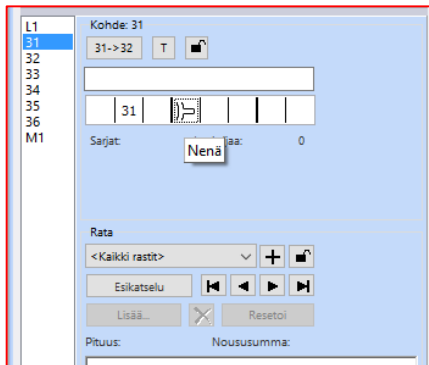 L1
31
32
33
34
35
36
M1
Kohde: 31
31->32 T
31
Sarjat: 0
Nenä
Rata
<Kaikki rastit>
Esikatselu
Lisää... Resetoi
Pituus: Noususumma: